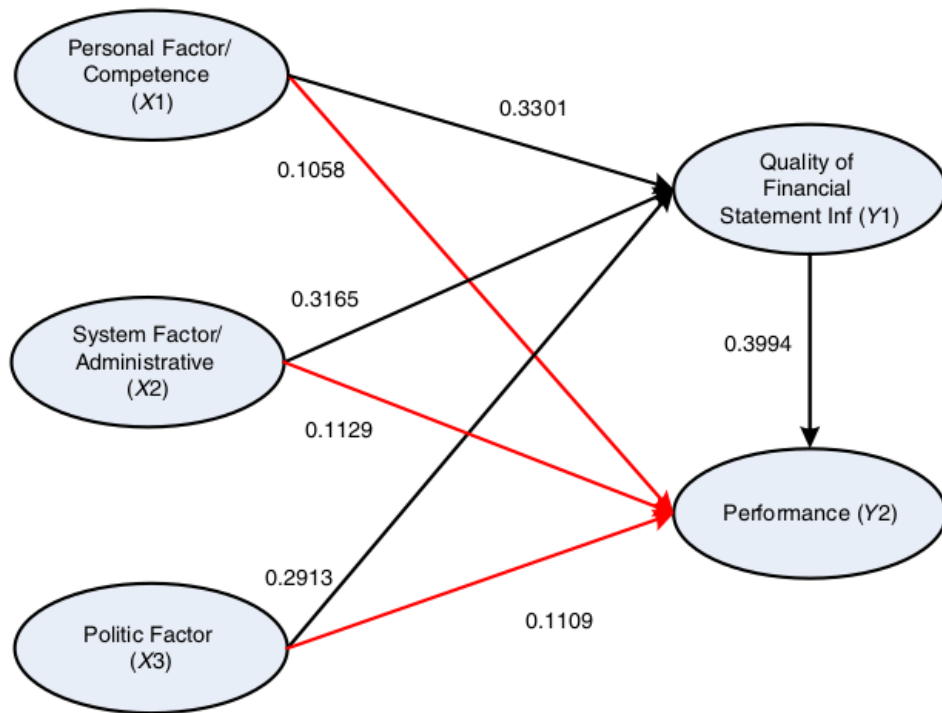 Personal Factor/
Competence
(X1)
0.3301
0.1058
Quality of
Financial
Statement Inf (Y1)
System Factor/
Administrative
(X2)
0.3165
0.3994
0.1129
Performance (Y2)
0.2913
0.1109
Politic Factor
(X3)